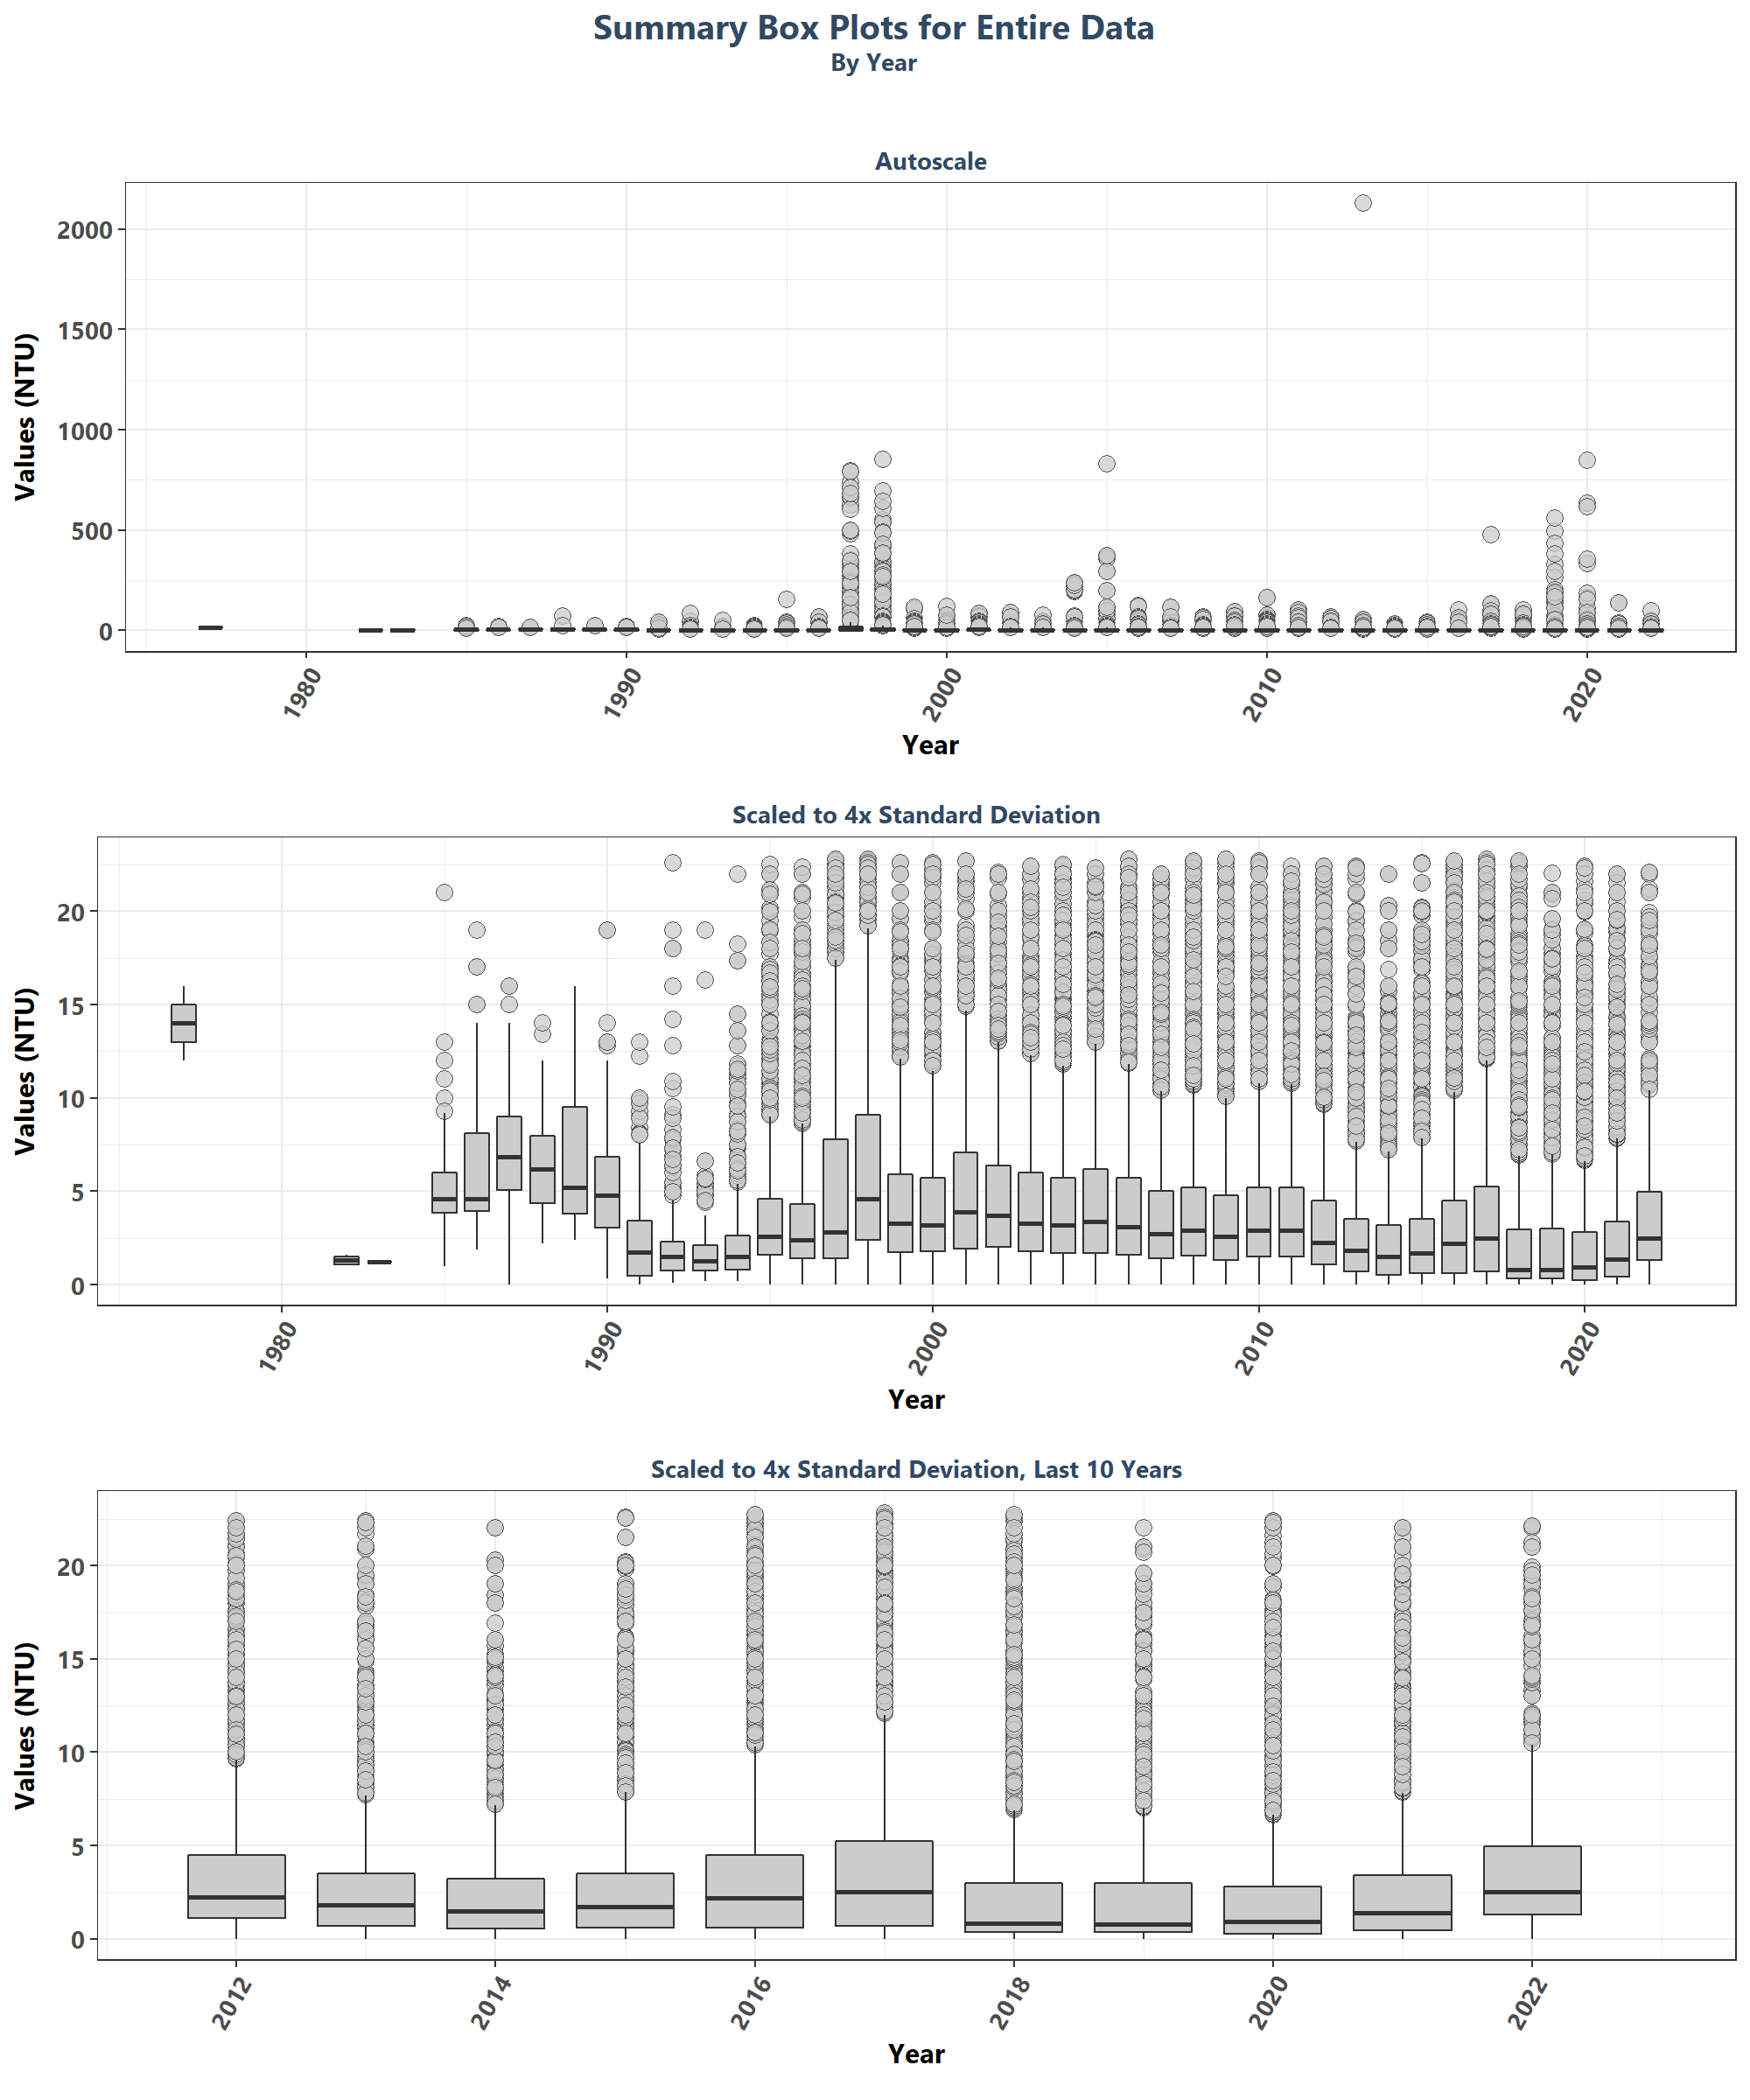 Summary Box Plots for Entire Data
By Year
Autoscale
Values (NTU)
2000
1500
1000
500
0
1980
1990
2000
2010
2020
Year
Scaled to 4x Standard Deviation
Values (NTU)
20
15
10
5
0
1980
1990
2000
2010
2020
Year
Scaled to 4x Standard Deviation, Last 10 Years
Values (NTU)
20
15
10
5
0
2012
2014
2016
2018
2020
2022
Year